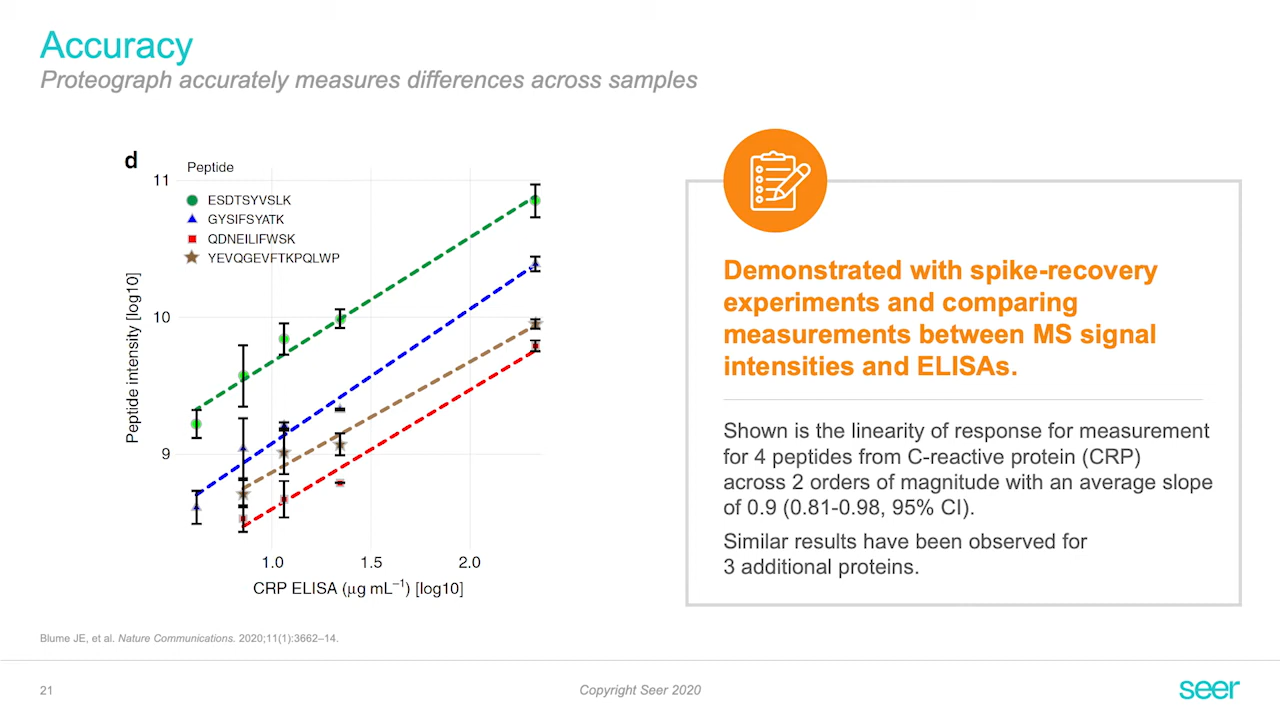 Accuracy
Proteograph accurately measures differences across samples
d
Peptide
ESDTSYVSLK
GYSIFSYATK
QDNEILIFWSK
YEVQGEVFTKPQLWP
11
10
9
Peptide intensity [log10]
1.0 1.5 2.0
CRP ELISA (μg mL⁻¹) [log10]
Demonstrated with spike-recovery
experiments and comparing
measurements between MS signal
intensities and ELISAs.
Shown is the linearity of response for measurement
for 4 peptides from C-reactive protein (CRP)
across 2 orders of magnitude with an average slope
of 0.9 (0.81-0.98, 95% CI).
Similar results have been observed for
3 additional proteins.
Blume JE, et al. Nature Communications. 2020;11(1):3662–14.
21
Copyright Seer 2020
seer